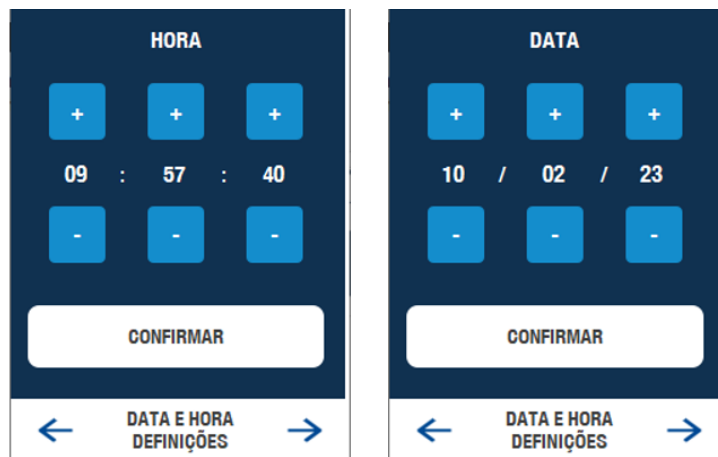 HORA
+ + +
09 : 57 : 40
- - -
CONFIRMAR
DATA E HORA
DEFINIÇÕES
DATA
+ + +
10 / 02 / 23
- - -
CONFIRMAR
DATA E HORA
DEFINIÇÕES